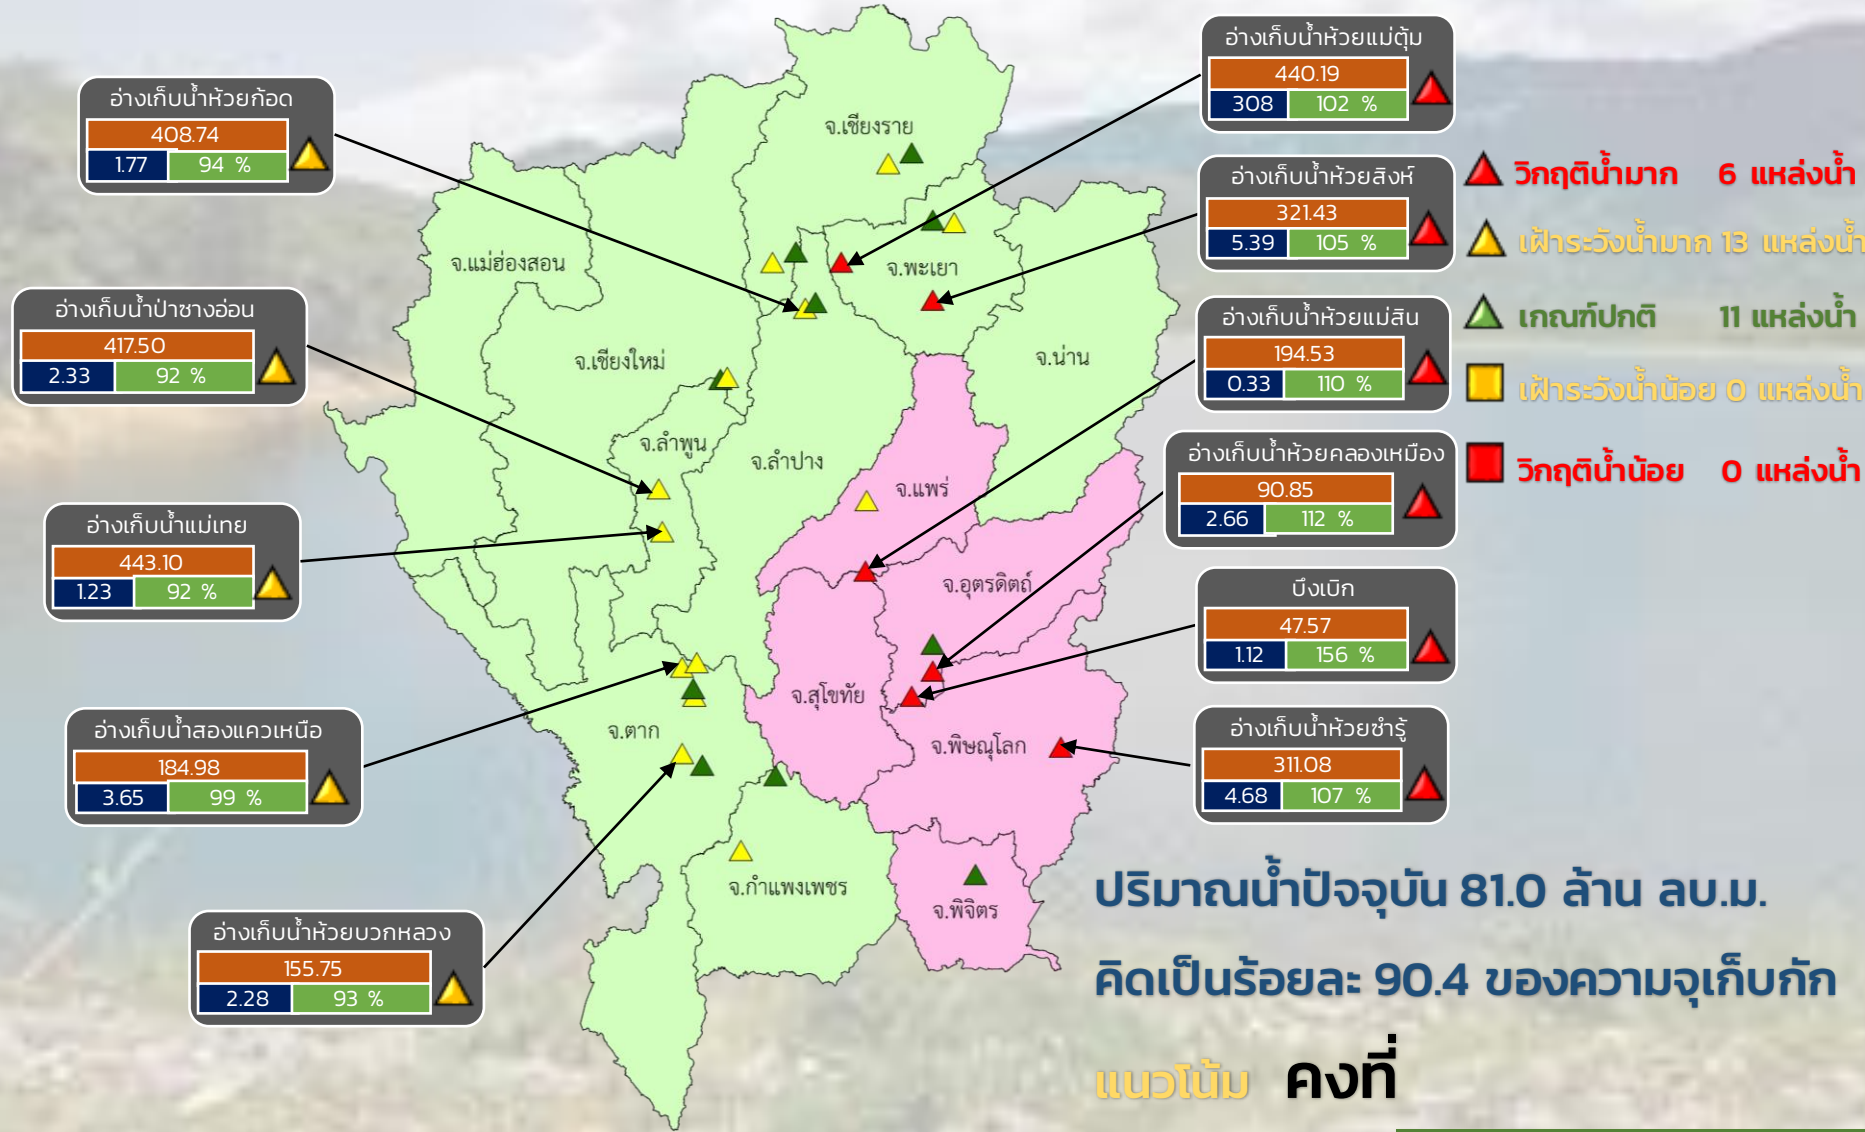 อ่างเก็บน้ำห้วยก้อด
408.74
1.77 94 %
อ่างเก็บน้ำป่าซางอ่อน
417.50
2.33 92 %
อ่างเก็บน้ำแม่เทย
443.10
1.23 92 %
อ่างเก็บน้ำสองแควเหนือ
184.98
3.65 99 %
อ่างเก็บน้ำห้วยบวกหลวง
155.75
2.28 93 %
จ.เชียงราย
จ.แม่ฮ่องสอน
จ.พะเยา
จ.เชียงใหม่
จ.น่าน
จ.ลำพูน
จ.ลำปาง
จ.แพร่
จ.อุตรดิตถ์
จ.สุโขทัย
จ.ตาก
จ.พิษณุโลก
จ.กำแพงเพชร
จ.พิจิตร
อ่างเก็บน้ำห้วยแม่ตุ้ม
440.19
308 102 %
อ่างเก็บน้ำห้วยสิงห์
321.43
5.39 105 %
อ่างเก็บน้ำห้วยแม่สิน
194.53
0.33 110 %
อ่างเก็บน้ำห้วยคลองเหมือง
90.85
2.66 112 %
บึงเบิก
47.57
1.12 156 %
อ่างเก็บน้ำห้วยซำรู้
311.08
4.68 107 %
วิกฤติน้ำมาก 6 แหล่งน้ำ
เฝ้าระวังน้ำมาก 13 แหล่งน้ำ
เกณฑ์ปกติ 11 แหล่งน้ำ
เฝ้าระวังน้ำน้อย 0 แหล่งน้ำ
วิกฤติน้ำน้อย 0 แหล่งน้ำ
ปริมาณน้ำปัจจุบัน 81.0 ล้าน ลบ.ม.
คิดเป็นร้อยละ 90.4 ของความจุเก็บกัก
แนวโน้ม คงที่